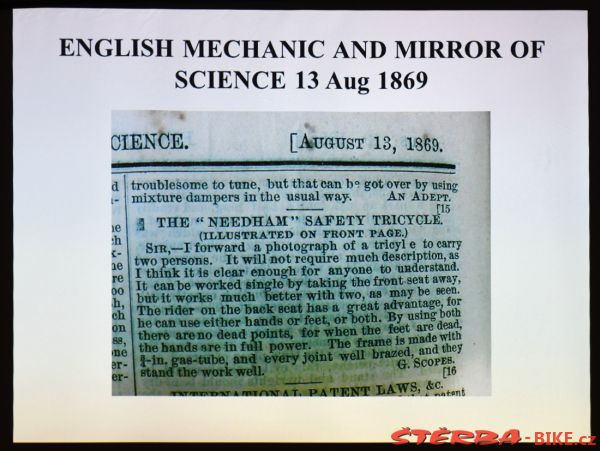 ENGLISH MECHANIC AND MIRROR OF
SCIENCE 13 Aug 1869
CIENCE. [AUGUST 13, 1869.
troublesome to tune, but that can be got over by using
mixture dampers in the usual way. AN ADEPT.
[15
THE "NEEDHAM" SAFETY TRICYCLE.
(ILLUSTRATED ON FRONT PAGE.)
SIR,—I forward a photograph of a tricyl e to carry
two persons. It will not require much description, as
I think it is clear enough for anyone to understand.
It can be worked single by taking the front seat away,
but it works much better with two, as may be seen.
The rider on the back seat has a great advantage, for
he can use either hands or feet, or both. By using both
there are no dead points, for when the feet are dead,
the hands are in full power. The frame is made with
¾-in. gas-tube, and every joint well brazed, and they
stand the work well. G. SCOPES.
[16
INTERNATIONAL PATENT LAWS, &c.
patent
ŠTĚRBA-BIKE.cz